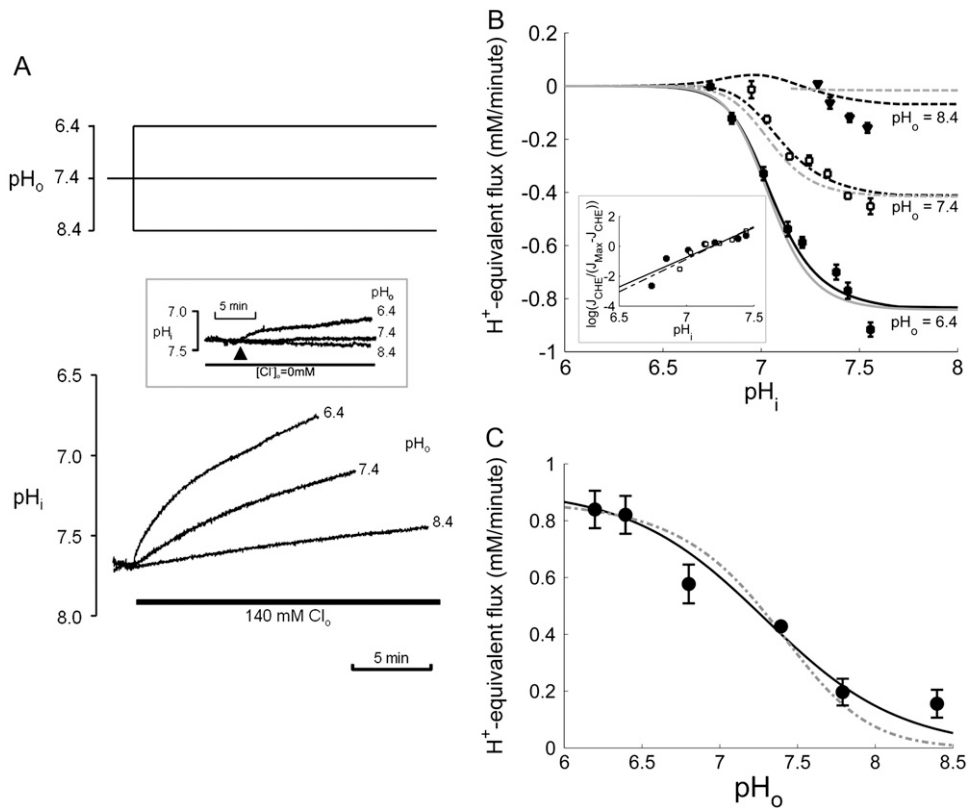 A
6.4
pHo
7.4
8.4
5 min
pHo
7.0
pHi
7.5
6.4
7.4
8.4
[Cl]o=0mM
6.5
7.0
pHi
7.5
8.0
6.4
pHo
7.4
8.4
140 mM Clo
5 min
B
H+-equivalent flux (mM/minute)
0
-0.2
-0.4
-0.6
-0.8
-1
6
6.5
7
7.5
8
pHi
pHo = 8.4
pHo = 7.4
pHo = 6.4
log(JCHE/(JMax-JCHE))
2
0
-2
-4
6.5
7
7.5
pHi
C
H+-equivalent flux (mM/minute)
1
0.8
0.6
0.4
0.2
0
6
6.5
7
7.5
8
8.5
pHo